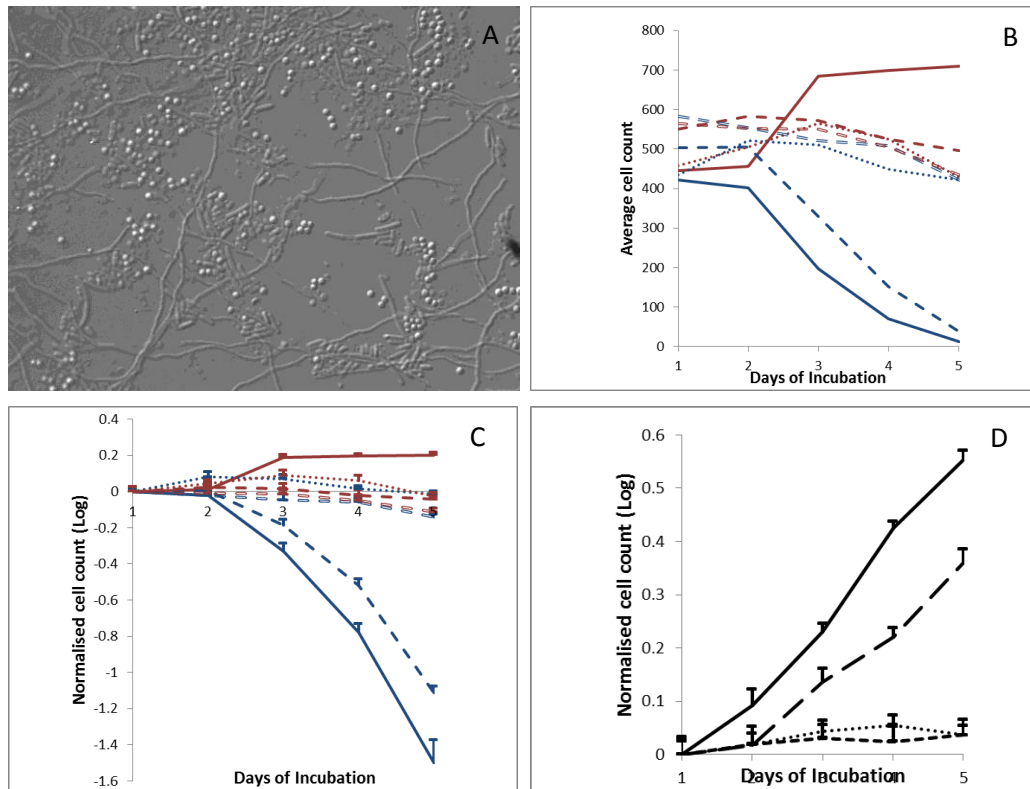 A
B
800
700
600
500
400
300
200
100
0
Average cell count
1 2 3 4 5
Days of Incubation
C
0.4
0.2
0
-0.2
-0.4
-0.6
-0.8
-1
-1.2
-1.4
-1.6
Normalised cell count (Log)
1 2 3 4 5
Days of Incubation
D
0.6
0.5
0.4
0.3
0.2
0.1
0
Normalised cell count (Log)
1 2 3 4 5
Days of Incubation